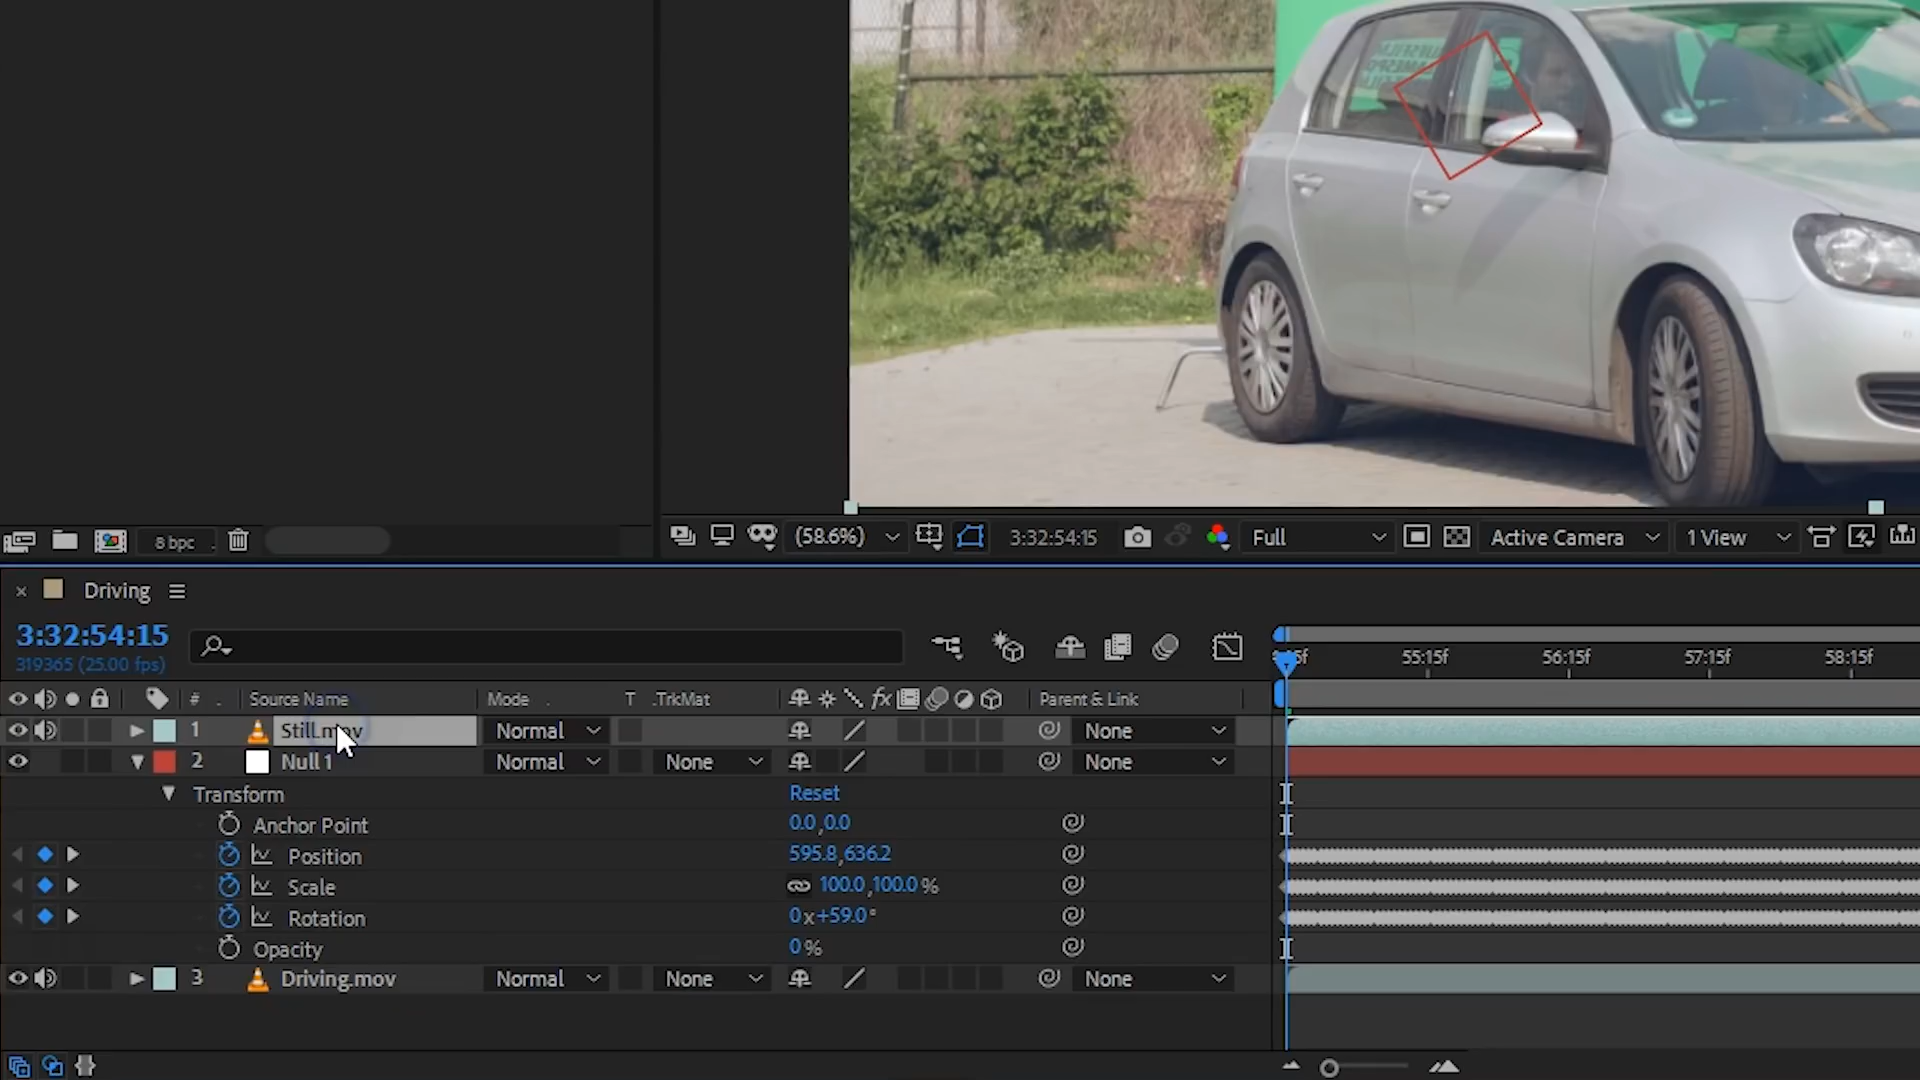 8 bpc
(58.6%)
3:32:54:15
Full
Active Camera
1 View
Driving
3:32:54:15
319365 (25.00 fps)
55:15f
56:15f
57:15f
58:15f
#
Source Name
Mode
T
.TrkMat
fx
Parent & Link
1
Still.mov
Normal
None
2
Null 1
Normal
None
None
Transform
Reset
Anchor Point
0.0,0.0
Position
595.8,636.2
Scale
100.0,100.0%
Rotation
0x+59.0°
Opacity
0%
3
Driving.mov
Normal
None
None